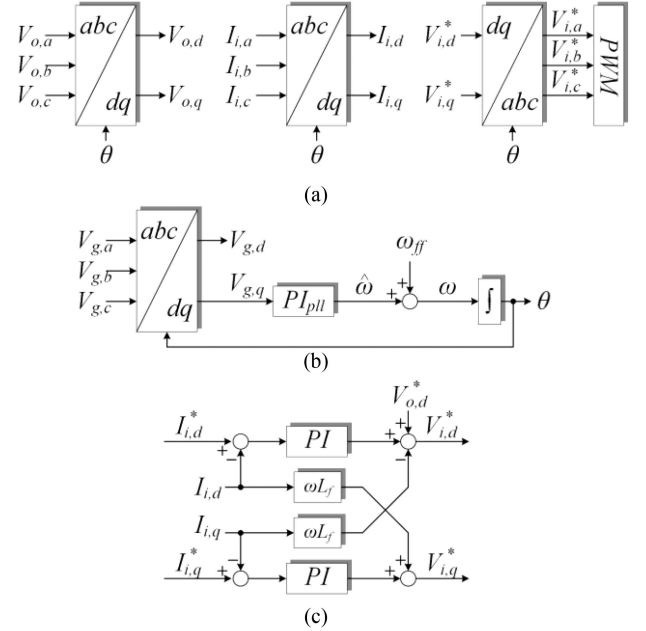 V_{o,a} abc V_{o,d} I_{i,a} abc I_{i,d} V^*_{i,d} dq V^*_{i,a}
V_{o,b} I_{i,b} V^*_{i,b} PWM
V_{o,c} dq V_{o,q} I_{i,c} dq I_{i,q} V^*_{i,q} abc V^*_{i,c}
θ θ θ
(a)
V_{g,a} abc V_{g,d} ω_{ff}
V_{g,b} +
V_{g,c} dq V_{g,q} PI_{pll} ω̂ + ω ∫ θ
(b)
V^*_{o,d}
I^*_{i,d} + − PI + + − V^*_{i,d}
I_{i,d} ωL_f
I_{i,q} ωL_f
I^*_{i,q} + − PI + + V^*_{i,q}
(c)